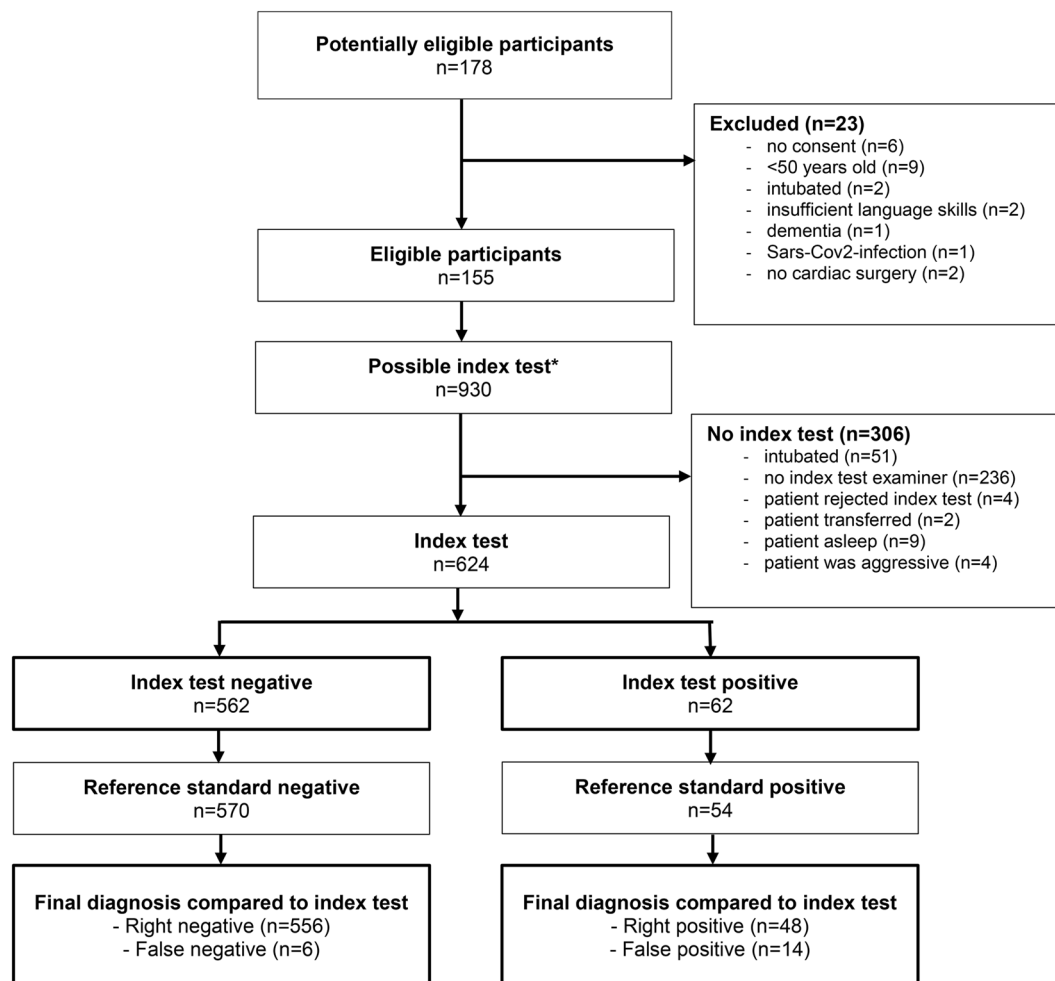 Potentially eligible participants
n=178
Excluded (n=23)
- no consent (n=6)
- <50 years old (n=9)
- intubated (n=2)
- insufficient language skills (n=2)
- dementia (n=1)
- Sars-Cov2-infection (n=1)
- no cardiac surgery (n=2)
Eligible participants
n=155
Possible index test*
n=930
No index test (n=306)
- intubated (n=51)
- no index test examiner (n=236)
- patient rejected index test (n=4)
- patient transferred (n=2)
- patient asleep (n=9)
- patient was aggressive (n=4)
Index test
n=624
Index test negative
n=562
Index test positive
n=62
Reference standard negative
n=570
Reference standard positive
n=54
Final diagnosis compared to index test
- Right negative (n=556)
- False negative (n=6)
Final diagnosis compared to index test
- Right positive (n=48)
- False positive (n=14)